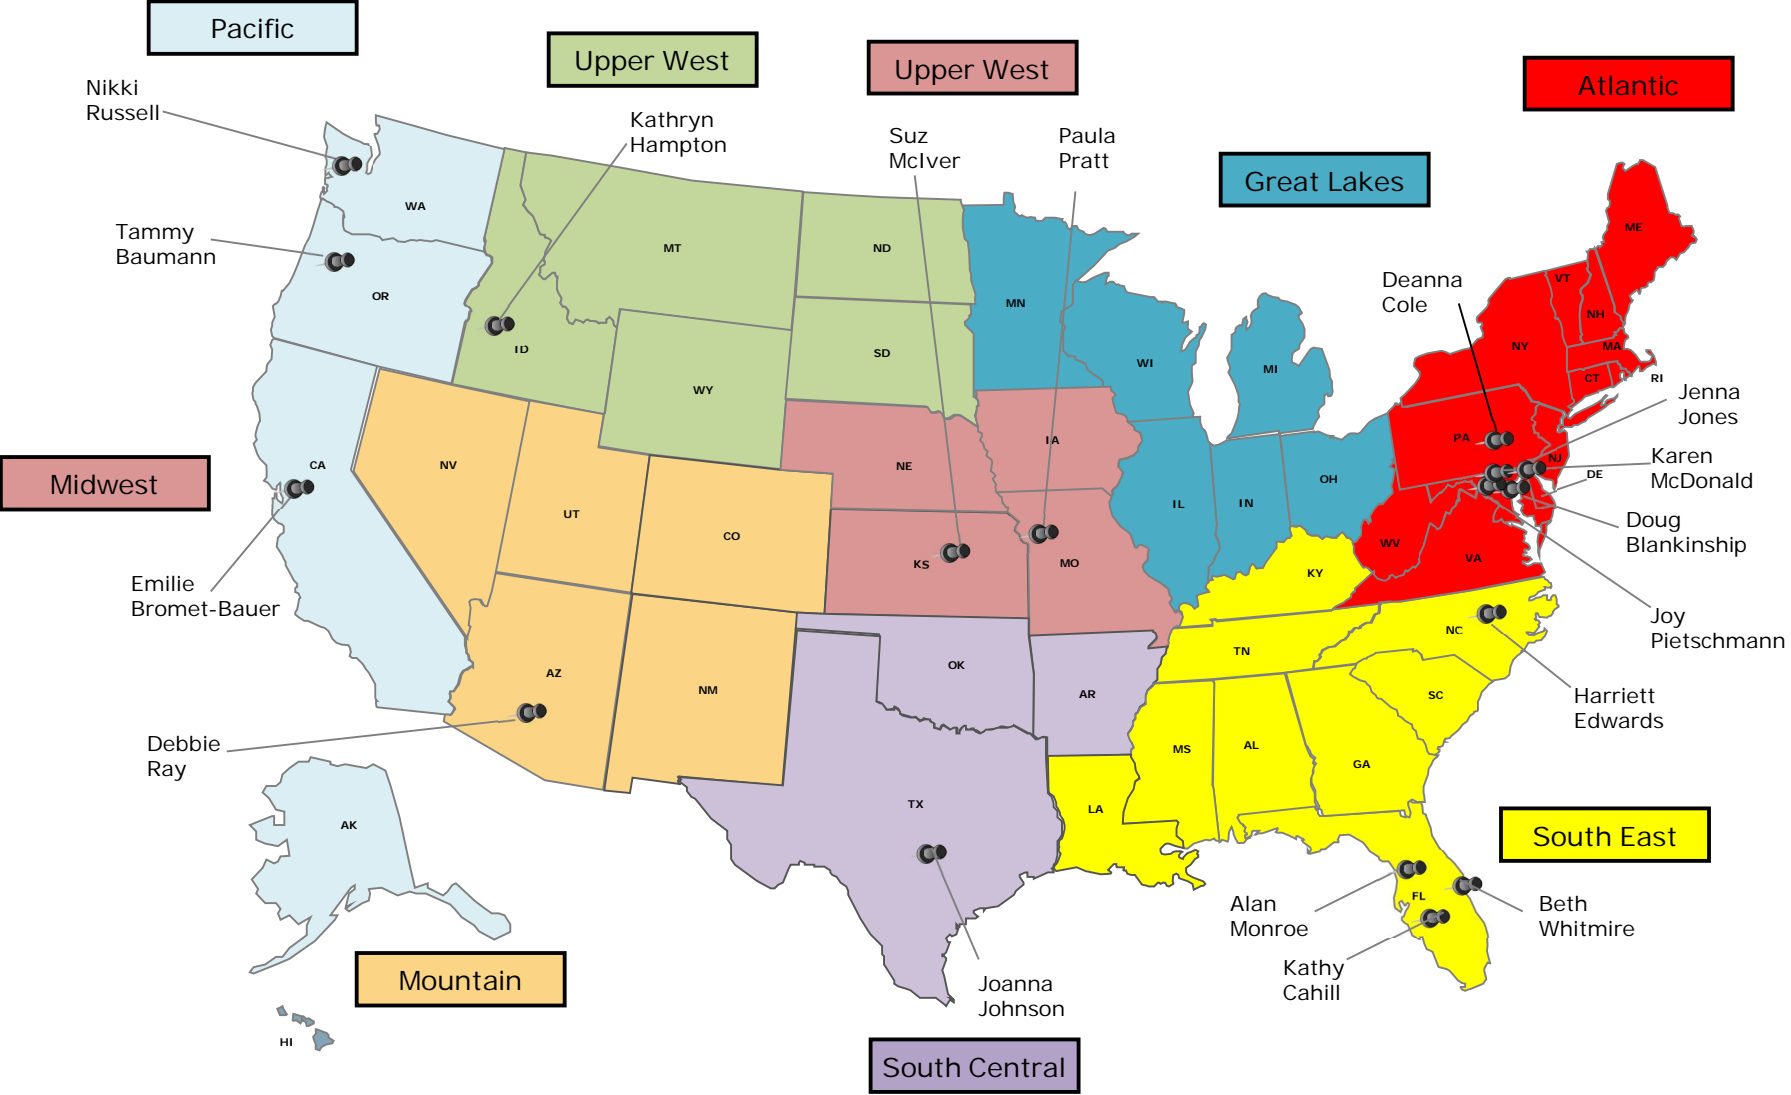 Pacific
Upper West
Upper West
Atlantic
Nikki
Russell
Kathryn
Hampton
Suz
McIver
Paula
Pratt
Great Lakes
WA
Tammy
Baumann
MT
ND
ME
OR
MN
Deanna
Cole
VT
NH
ID
SD
WI
MI
NY
MA
CT
RI
WY
Jenna
Jones
IA
PA
NJ
Midwest
CA
NV
NE
OH
DE
Karen
McDonald
UT
IL
IN
CO
Doug
Blankinship
KS
MO
KY
WV
VA
Emilie
Bromet-Bauer
Joy
Pietschmann
NC
TN
OK
AZ
NM
AR
SC
Harriett
Edwards
Debbie
Ray
MS
AL
GA
TX
LA
AK
South East
FL
Alan
Monroe
Beth
Whitmire
Kathy
Cahill
Mountain
Joanna
Johnson
HI
South Central